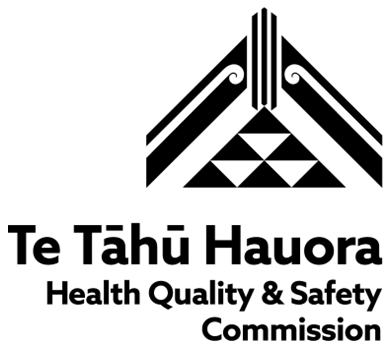 Te Tāhū Hauora
Health Quality & Safety
Commission